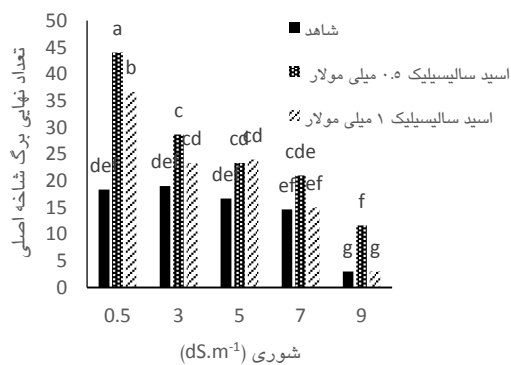 تعداد نهایی برگ شاخه اصلی
50
45
40
35
30
25
20
15
10
5
0
شاهد
اسید سالیسیلیک ۰.۵ میلی مولار
اسید سالیسیلیک ۱ میلی مولار
a
b
def
c
def
cd
cd
cd
def
cde
ef
ef
f
g
g
0.5
3
5
7
9
شوری (dS.m⁻¹)